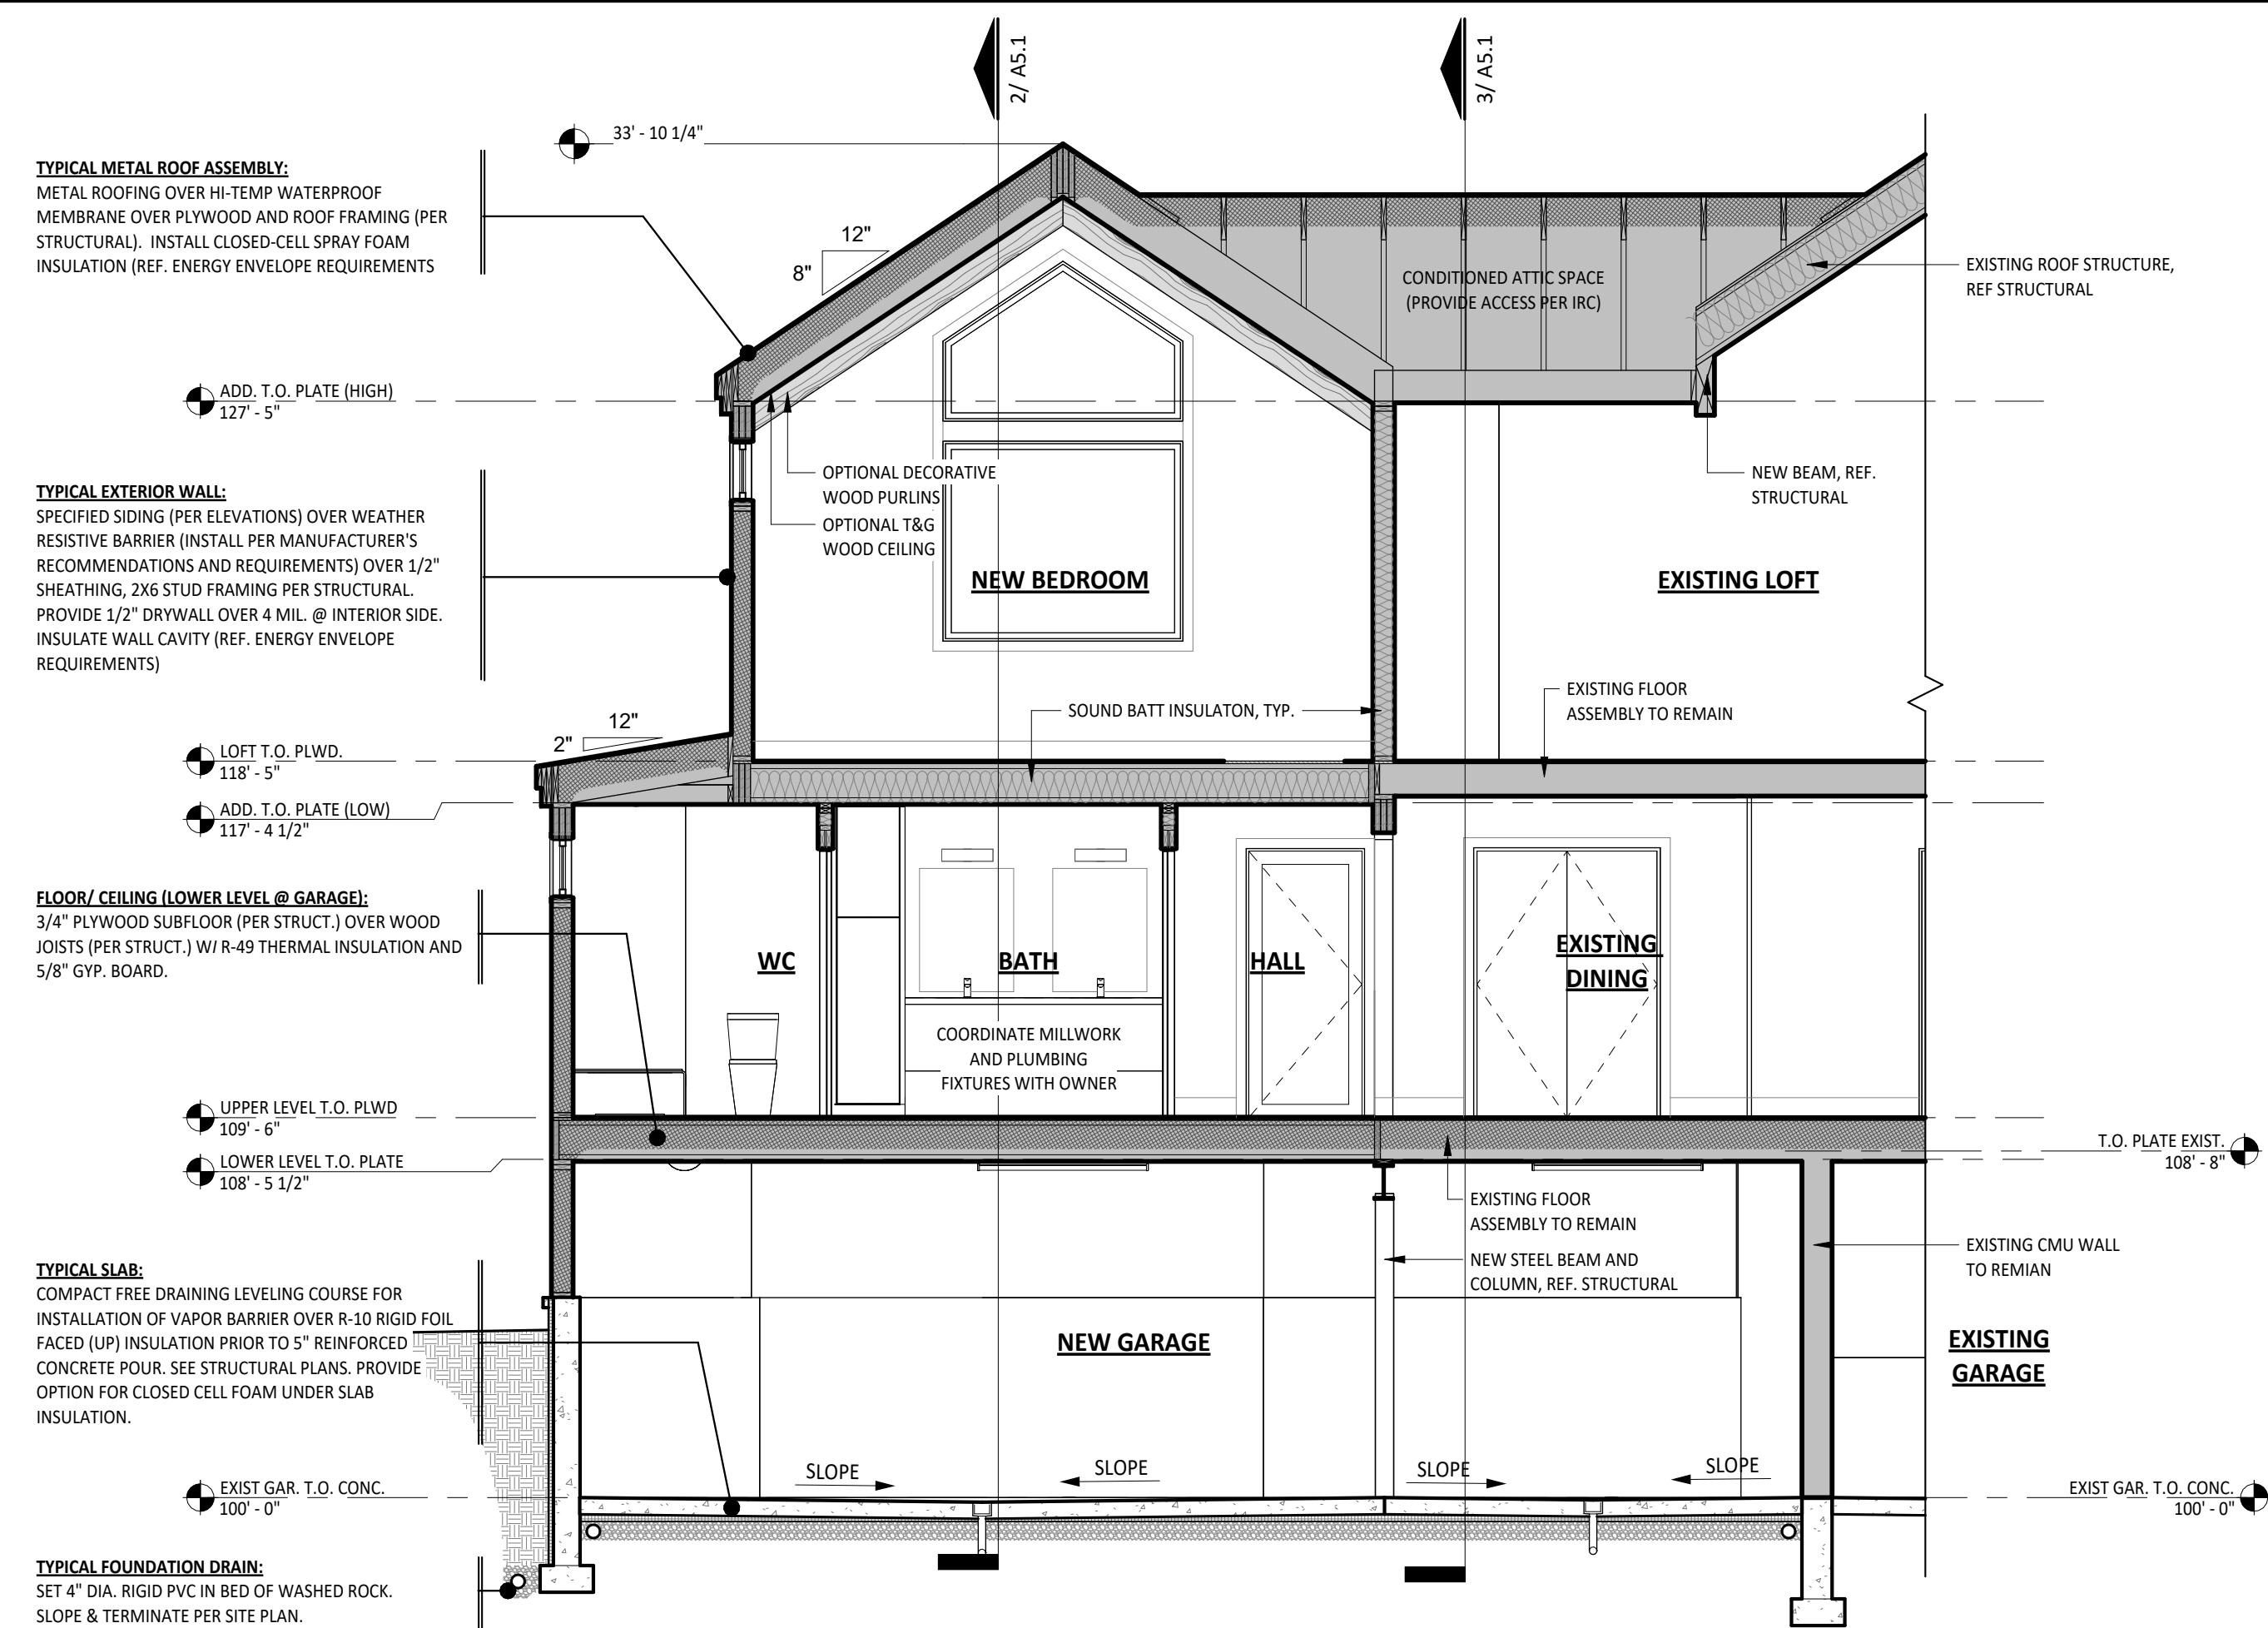 2/ A5.1
3/ A5.1
33' - 10 1/4"
TYPICAL METAL ROOF ASSEMBLY:
METAL ROOFING OVER HI-TEMP WATERPROOF
MEMBRANE OVER PLYWOOD AND ROOF FRAMING (PER
STRUCTURAL). INSTALL CLOSED-CELL SPRAY FOAM
INSULATION (REF. ENERGY ENVELOPE REQUIREMENTS
12"
8"
CONDITIONED ATTIC SPACE
(PROVIDE ACCESS PER IRC)
EXISTING ROOF STRUCTURE,
REF STRUCTURAL
ADD. T.O. PLATE (HIGH)
127' - 5"
OPTIONAL DECORATIVE
WOOD PURLINS
OPTIONAL T&G
WOOD CEILING
NEW BEAM, REF.
STRUCTURAL
TYPICAL EXTERIOR WALL:
SPECIFIED SIDING (PER ELEVATIONS) OVER WEATHER
RESISTIVE BARRIER (INSTALL PER MANUFACTURER'S
RECOMMENDATIONS AND REQUIREMENTS) OVER 1/2"
SHEATHING, 2X6 STUD FRAMING PER STRUCTURAL.
PROVIDE 1/2" DRYWALL OVER 4 MIL. @ INTERIOR SIDE.
INSULATE WALL CAVITY (REF. ENERGY ENVELOPE
REQUIREMENTS)
NEW BEDROOM
EXISTING LOFT
SOUND BATT INSULATON, TYP.
EXISTING FLOOR
ASSEMBLY TO REMAIN
12"
2"
LOFT T.O. PLWD.
118' - 5"
ADD. T.O. PLATE (LOW)
117' - 4 1/2"
FLOOR/ CEILING (LOWER LEVEL @ GARAGE):
3/4" PLYWOOD SUBFLOOR (PER STRUCT.) OVER WOOD
JOISTS (PER STRUCT.) W/ R-49 THERMAL INSULATION AND
5/8" GYP. BOARD.
WC
BATH
HALL
EXISTING
DINING
COORDINATE MILLWORK
AND PLUMBING
FIXTURES WITH OWNER
UPPER LEVEL T.O. PLWD
109' - 6"
LOWER LEVEL T.O. PLATE
108' - 5 1/2"
T.O. PLATE EXIST.
108' - 8"
EXISTING FLOOR
ASSEMBLY TO REMAIN
NEW STEEL BEAM AND
COLUMN, REF. STRUCTURAL
EXISTING CMU WALL
TO REMIAN
TYPICAL SLAB:
COMPACT FREE DRAINING LEVELING COURSE FOR
INSTALLATION OF VAPOR BARRIER OVER R-10 RIGID FOIL
FACED (UP) INSULATION PRIOR TO 5" REINFORCED
CONCRETE POUR. SEE STRUCTURAL PLANS. PROVIDE
OPTION FOR CLOSED CELL FOAM UNDER SLAB
INSULATION.
NEW GARAGE
EXISTING
GARAGE
SLOPE
SLOPE
SLOPE
SLOPE
EXIST GAR. T.O. CONC.
100' - 0"
EXIST GAR. T.O. CONC.
100' - 0"
TYPICAL FOUNDATION DRAIN:
SET 4" DIA. RIGID PVC IN BED OF WASHED ROCK.
SLOPE & TERMINATE PER SITE PLAN.